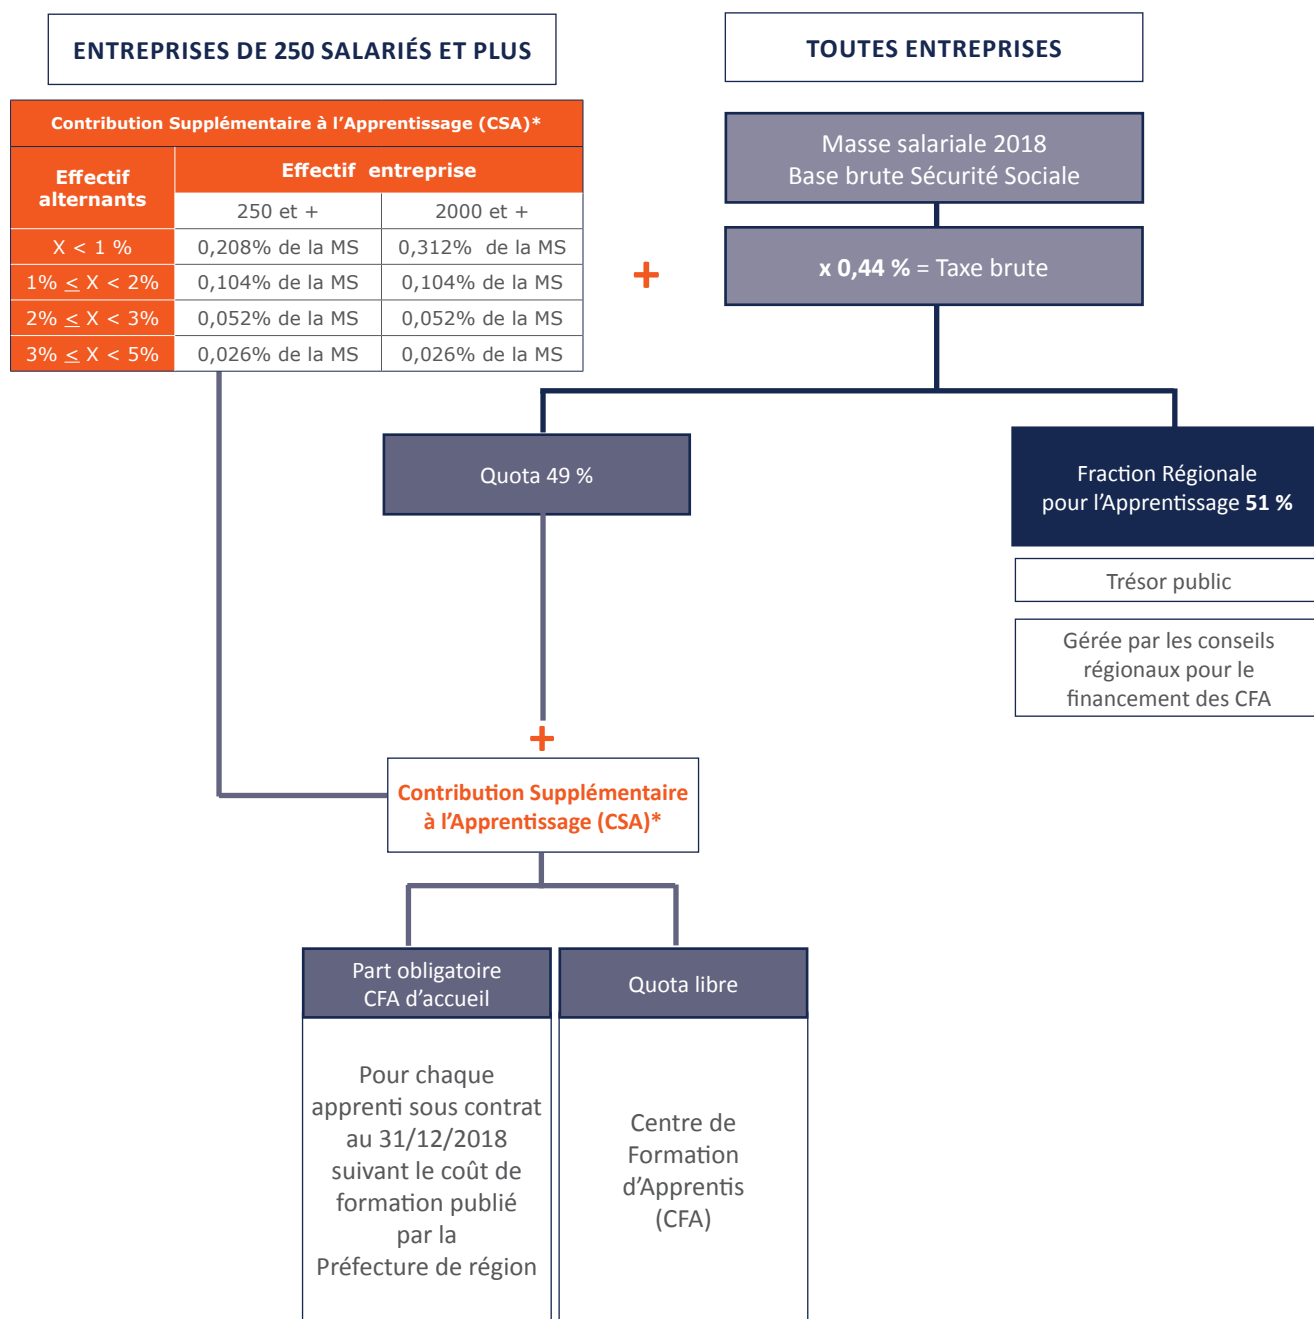 ENTREPRISES DE 250 SALARIÉS ET PLUS
Contribution Supplémentaire à l'Apprentissage (CSA)*
Effectif alternants
Effectif entreprise
250 et +
2000 et +
X < 1 %
0,208% de la MS
0,312% de la MS
1% ≤ X < 2%
0,104% de la MS
0,104% de la MS
2% ≤ X < 3%
0,052% de la MS
0,052% de la MS
3% ≤ X < 5%
0,026% de la MS
0,026% de la MS
+
TOUTES ENTREPRISES
Masse salariale 2018
Base brute Sécurité Sociale
x 0,44 % = Taxe brute
Quota 49 %
Fraction Régionale
pour l'Apprentissage 51 %
Trésor public
Gérée par les conseils
régionaux pour le
financement des CFA
+
Contribution Supplémentaire
à l'Apprentissage (CSA)*
Part obligatoire
CFA d'accueil
Pour chaque
apprenti sous contrat
au 31/12/2018
suivant le coût de
formation publié
par la
Préfecture de région
Quota libre
Centre de
Formation
d'Apprentis
(CFA)